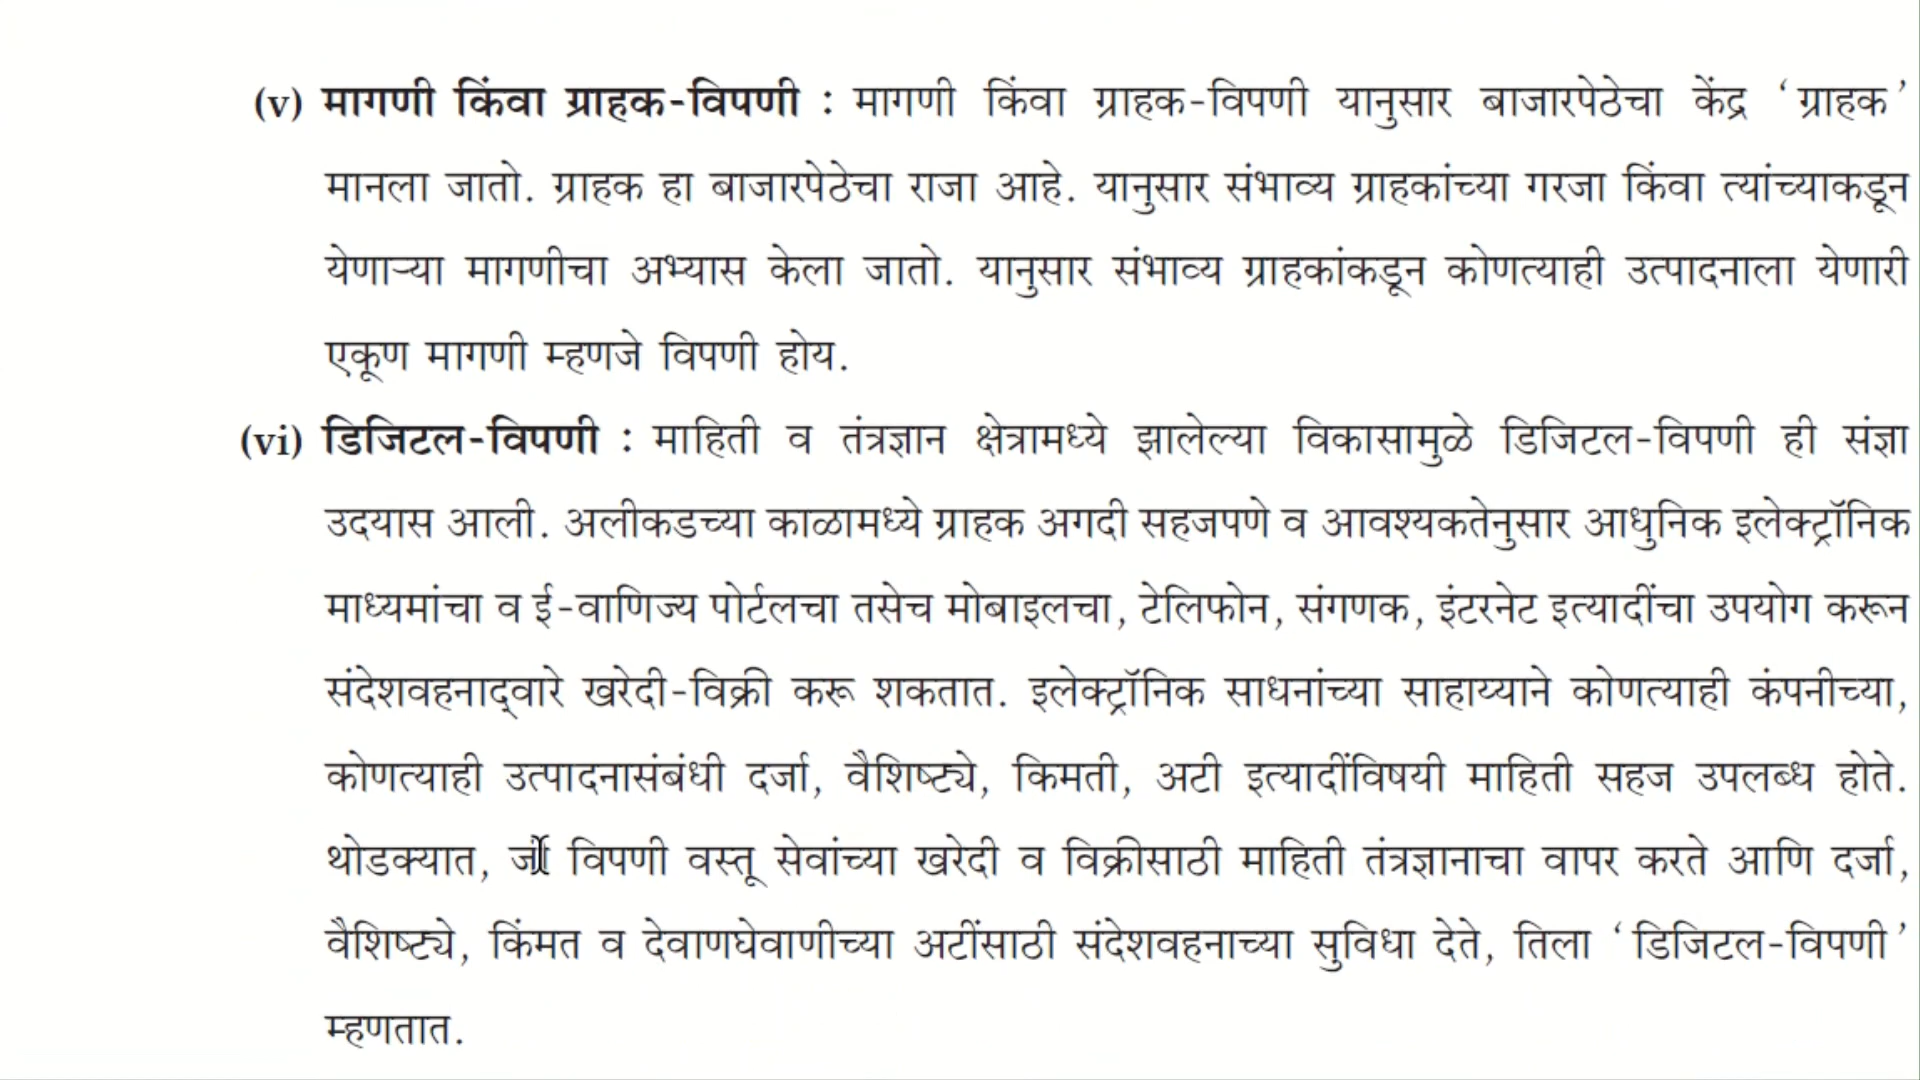 (v) मागणी किंवा ग्राहक-विपणी : मागणी किंवा ग्राहक-विपणी यानुसार बाजारपेठेचा केंद्र ‘ग्राहक’
मानला जातो. ग्राहक हा बाजारपेठेचा राजा आहे. यानुसार संभाव्य ग्राहकांच्या गरजा किंवा त्यांच्याकडून
येणाऱ्या मागणीचा अभ्यास केला जातो. यानुसार संभाव्य ग्राहकांकडून कोणत्याही उत्पादनाला येणारी
एकूण मागणी म्हणजे विपणी होय.
(vi) डिजिटल-विपणी : माहिती व तंत्रज्ञान क्षेत्रामध्ये झालेल्या विकासामुळे डिजिटल-विपणी ही संज्ञा
उदयास आली. अलीकडच्या काळामध्ये ग्राहक अगदी सहजपणे व आवश्यकतेनुसार आधुनिक इलेक्ट्रॉनिक
माध्यमांचा व ई-वाणिज्य पोर्टलचा तसेच मोबाइलचा, टेलिफोन, संगणक, इंटरनेट इत्यादींचा उपयोग करून
संदेशवहनाद्‌वारे खरेदी-विक्री करू शकतात. इलेक्ट्रॉनिक साधनांच्या साहाय्याने कोणत्याही कंपनीच्या,
कोणत्याही उत्पादनासंबंधी दर्जा, वैशिष्ट्ये, किमती, अटी इत्यादींविषयी माहिती सहज उपलब्ध होते.
थोडक्यात, विपणी वस्तू सेवांच्या खरेदी व विक्रीसाठी माहिती तंत्रज्ञानाचा वापर करते आणि दर्जा,
वैशिष्ट्ये, किंमत व देवाणघेवाणीच्या अटींसाठी संदेशवहनाच्या सुविधा देते, तिला ‘डिजिटल-विपणी’
म्हणतात.